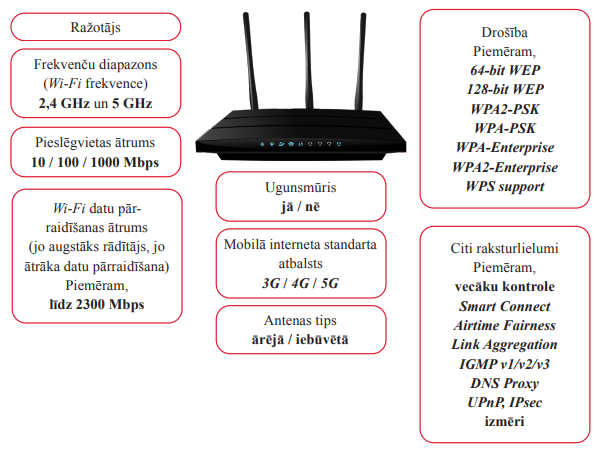 Ražotājs
Frekvenču diapazons
(Wi-Fi frekvence)
2,4 GHz un 5 GHz
Pieslēgvietas ātrums
10 / 100 / 1000 Mbps
Wi-Fi datu pār-
raidīšanas ātrums
(jo augstāks rādītājs, jo
ātrāka datu pārraidīšana)
Piemēram,
līdz 2300 Mbps
Ugunsmūris
jā / nē
Mobilā interneta standarta
atbalsts
3G / 4G / 5G
Antenas tips
ārējā / iebūvētā
Drošība
Piemēram,
64-bit WEP
128-bit WEP
WPA2-PSK
WPA-PSK
WPA-Enterprise
WPA2-Enterprise
WPS support
Citi raksturlielumi
Piemēram,
vecāku kontrole
Smart Connect
Airtime Fairness
Link Aggregation
IGMP v1/v2/v3
DNS Proxy
UPnP, IPsec
izmēri